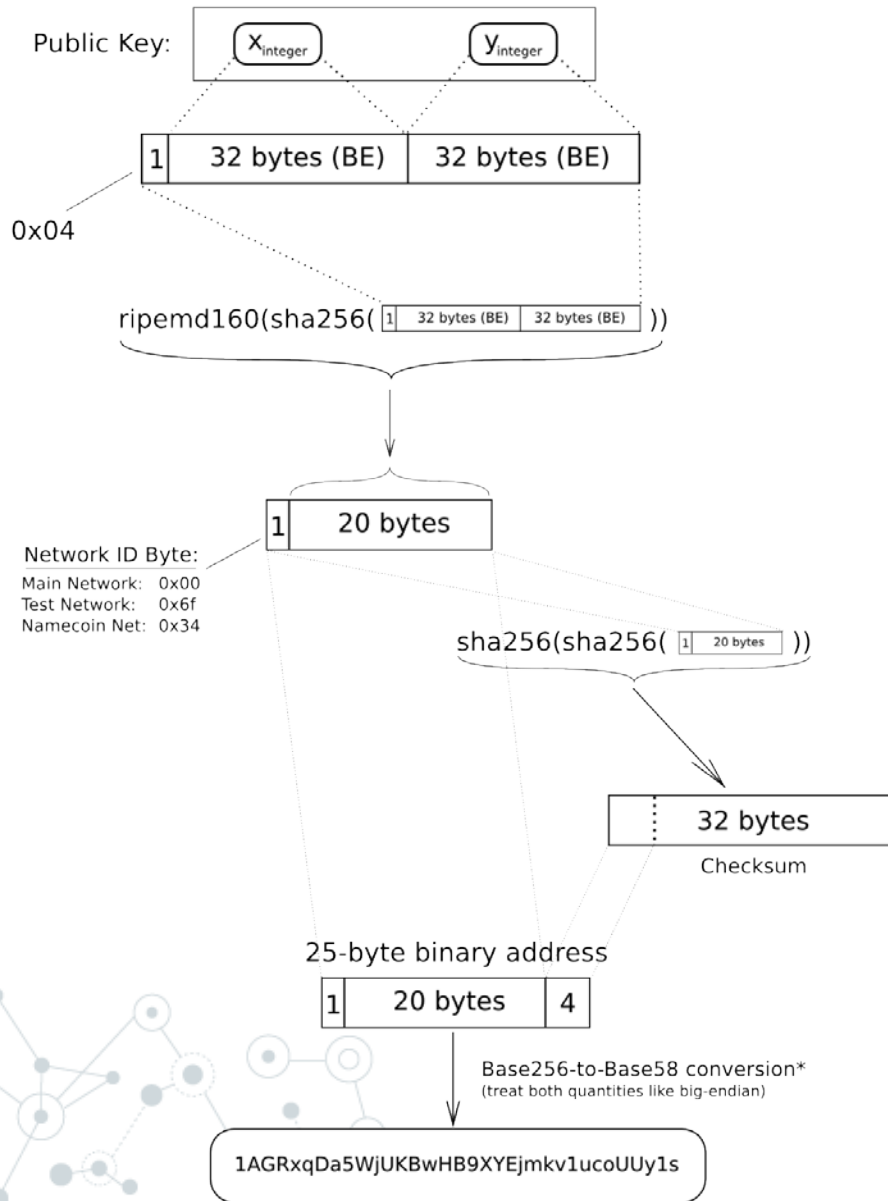 Public Key:
x integer
y integer
1
32 bytes (BE)
32 bytes (BE)
0x04
ripemd160(sha256( 1 32 bytes (BE) 32 bytes (BE) ))
1
20 bytes
Network ID Byte:
Main Network: 0x00
Test Network: 0x6f
Namecoin Net: 0x34
sha256(sha256( 1 20 bytes ))
32 bytes
Checksum
25-byte binary address
1
20 bytes
4
Base256-to-Base58 conversion*
(treat both quantities like big-endian)
1AGRxqDa5WjUKBwHB9XYEjmkv1ucoUUy1s